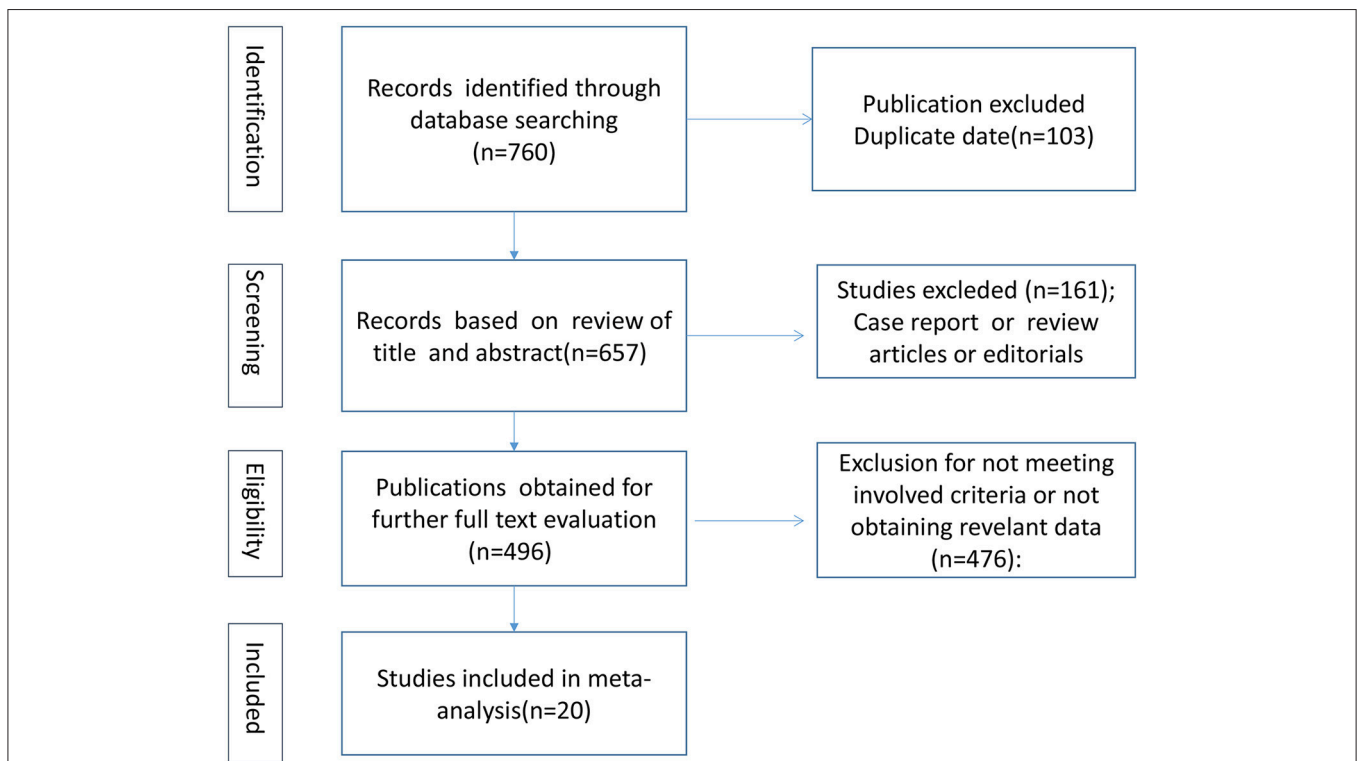 Identification
Records identified through
database searching
(n=760)
Publication excluded
Duplicate date(n=103)
Screening
Records based on review of
title and abstract(n=657)
Studies excleded (n=161);
Case report or review
articles or editorials
Eligibility
Publications obtained for
further full text evaluation
(n=496)
Exclusion for not meeting
involved criteria or not
obtaining revelant data
(n=476):
Included
Studies included in meta-
analysis(n=20)